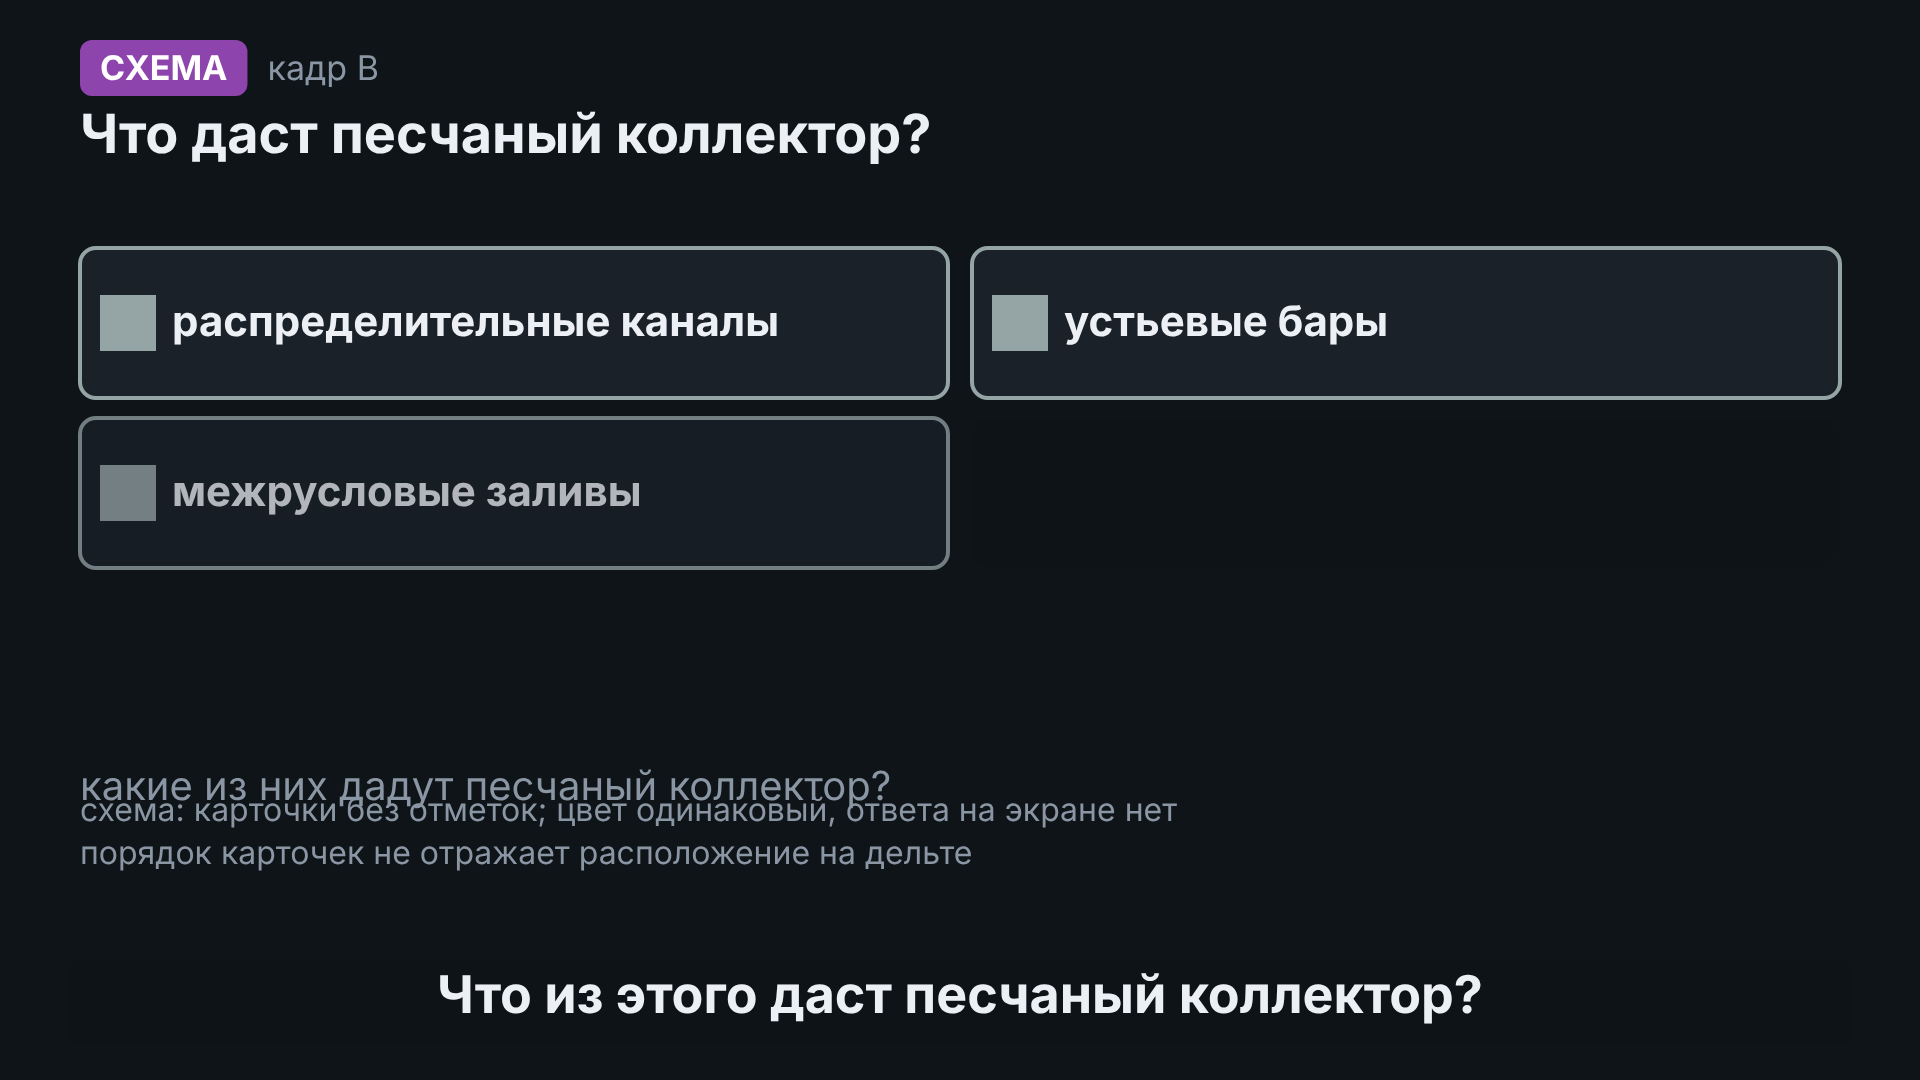 СХЕМА кадр В
Что даст песчаный коллектор?
распределительные каналы
устьевые бары
межрусловые заливы
какие из них дадут песчаный коллектор?
схема: карточки без отметок; цвет одинаковый, ответа на экране нет
порядок карточек не отражает расположение на дельте
Что из этого даст песчаный коллектор?